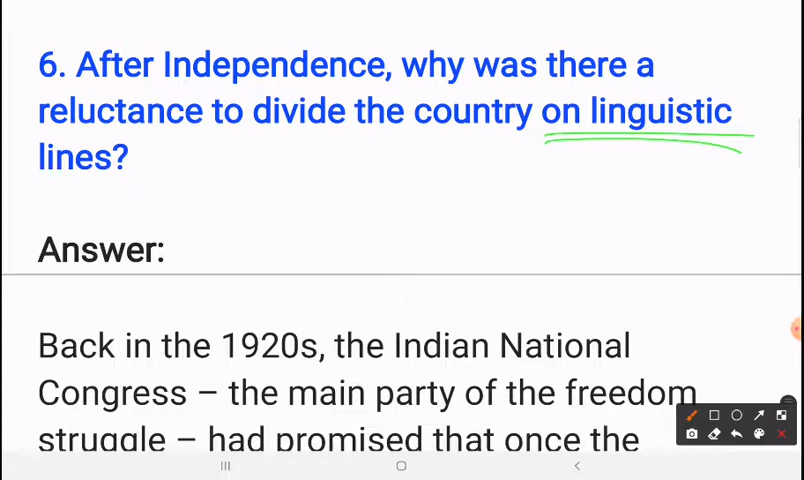 6. After Independence, why was there a
reluctance to divide the country on linguistic
lines?
Answer:
Back in the 1920s, the Indian National
Congress – the main party of the freedom
struggle – had promised that once the